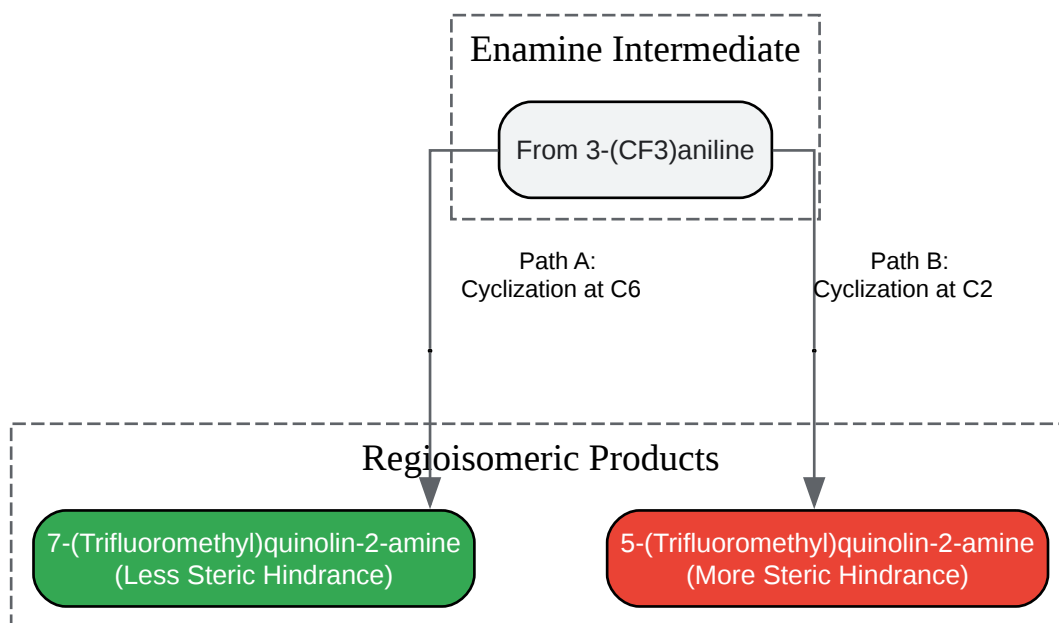 Enamine Intermediate
From 3-(CF3)aniline
Path A:
Cyclization at C6
Path B:
Cyclization at C2
Regioisomeric Products
7-(Trifluoromethyl)quinolin-2-amine
(Less Steric Hindrance)
5-(Trifluoromethyl)quinolin-2-amine
(More Steric Hindrance)